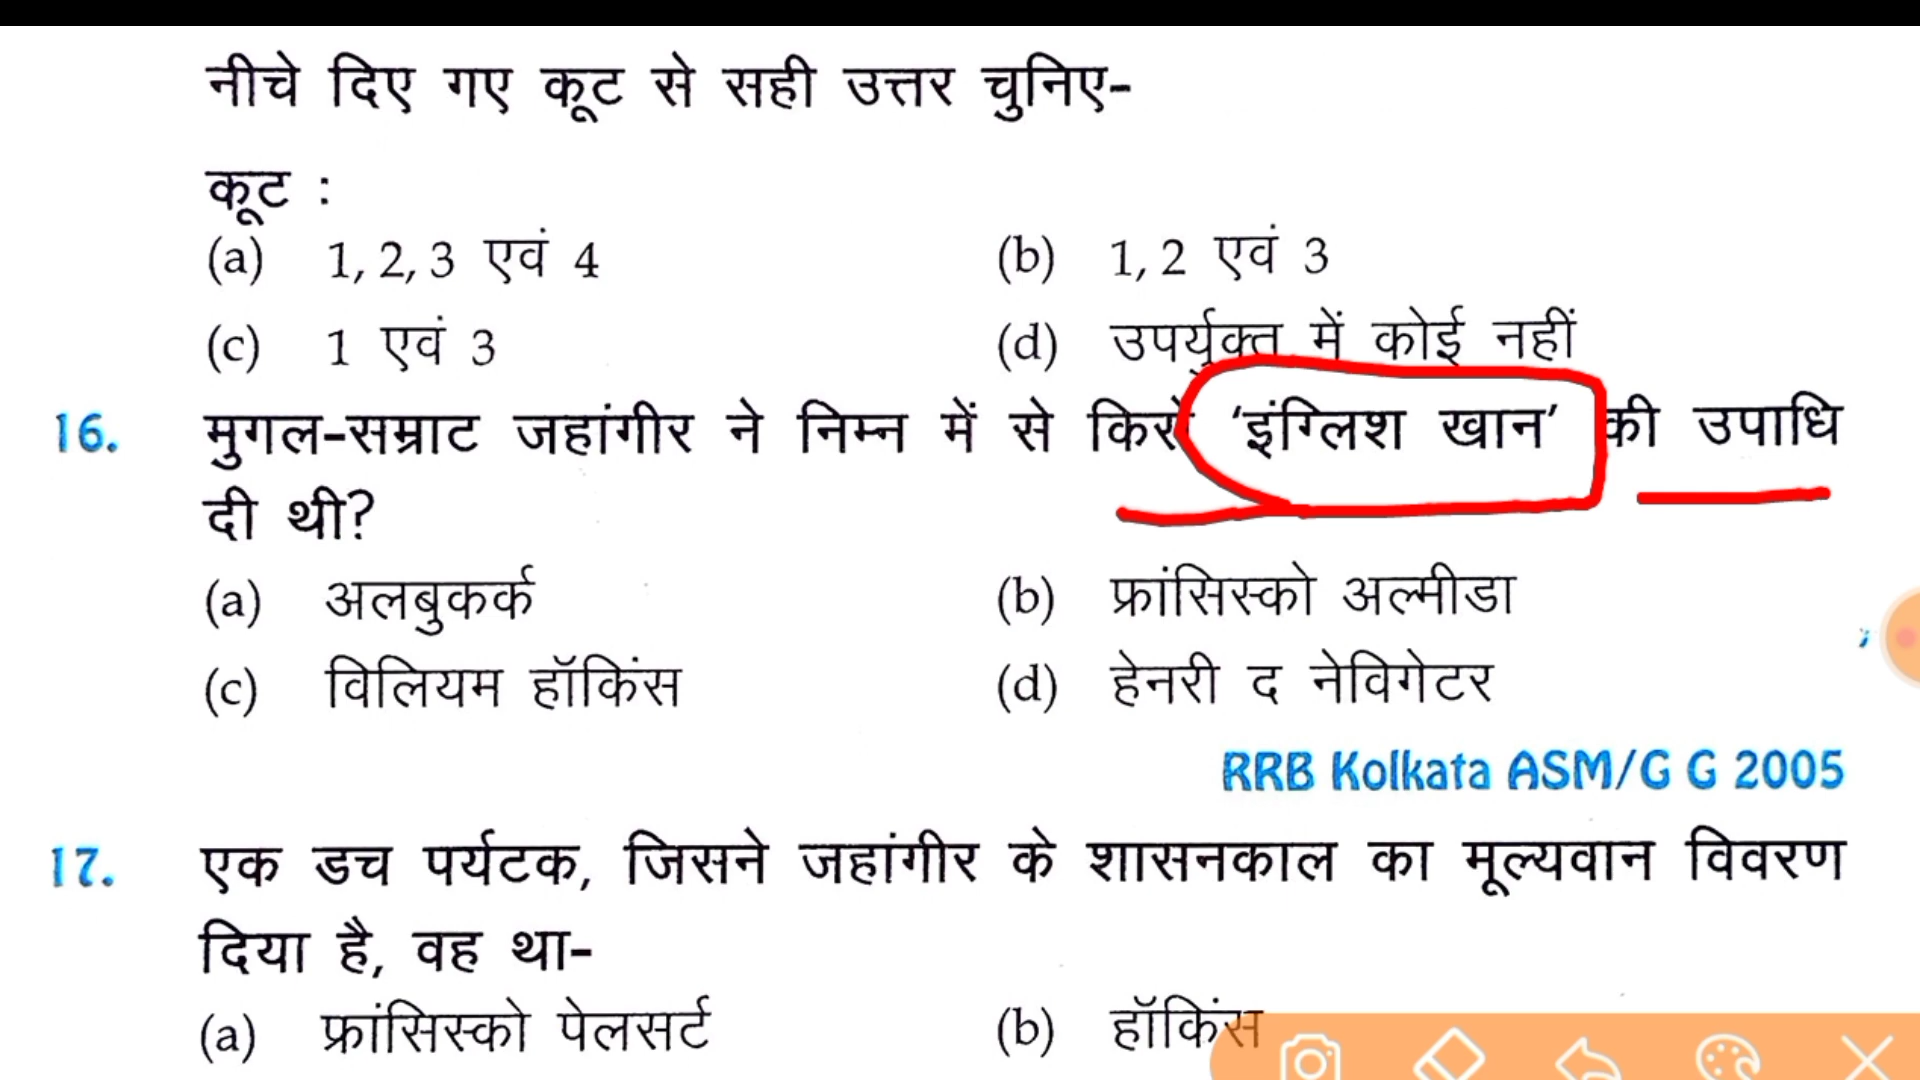 नीचे दिए गए कूट से सही उत्तर चुनिए-
कूट :
(a) 1, 2, 3 एवं 4 (b) 1, 2 एवं 3
(c) 1 एवं 3 (d) उपर्युक्त में कोई नहीं
16. मुगल-सम्राट जहांगीर ने निम्न में से किसे 'इंग्लिश खान' की उपाधि
दी थी?
(a) अलबुकर्क (b) फ्रांसिस्को अल्मीडा
(c) विलियम हॉकिंस (d) हेनरी द नेविगेटर
RRB Kolkata ASM/G G 2005
17. एक डच पर्यटक, जिसने जहांगीर के शासनकाल का मूल्यवान विवरण
दिया है, वह था-
(a) फ्रांसिस्को पेलसर्ट (b) हॉकिंस